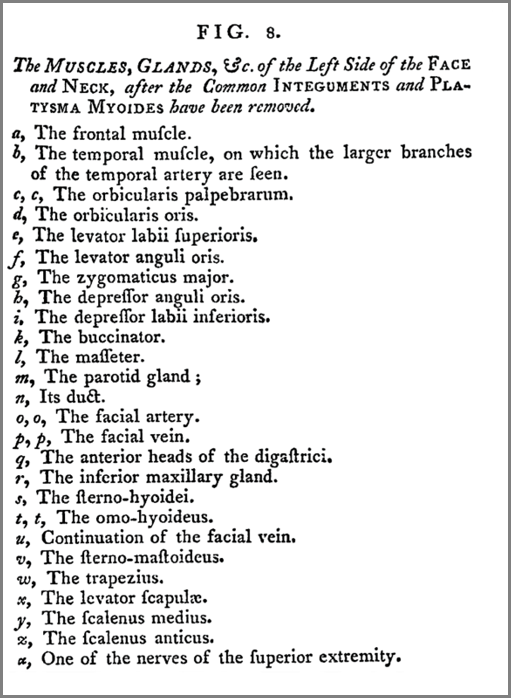 FIG. 8.
The MUSCLES, GLANDS, &c. of the Left Side of the FACE
and NECK, after the Common INTEGUMENTS and PLA-
TYSMA MYOIDES have been removed.
a, The frontal muſcle.
b, The temporal muſcle, on which the larger branches
of the temporal artery are ſeen.
c, c, The orbicularis palpebrarum.
d, The orbicularis oris.
e, The levator labii ſuperioris.
f, The levator anguli oris.
g, The zygomaticus major.
h, The depreſſor anguli oris.
i, The depreſſor labii inferioris.
k, The buccinator.
l, The maſſeter.
m, The parotid gland ;
n, Its duct.
o, o, The facial artery.
p, p, The facial vein.
q, The anterior heads of the digaſtrici.
r, The inferior maxillary gland.
s, The ſterno-hyoidei.
t, t, The omo-hyoideus.
u, Continuation of the facial vein.
v, The ſterno-maſtoideus.
w, The trapezius.
x, The levator ſcapulæ.
y, The ſcalenus medius.
z, The ſcalenus anticus.
α, One of the nerves of the ſuperior extremity.